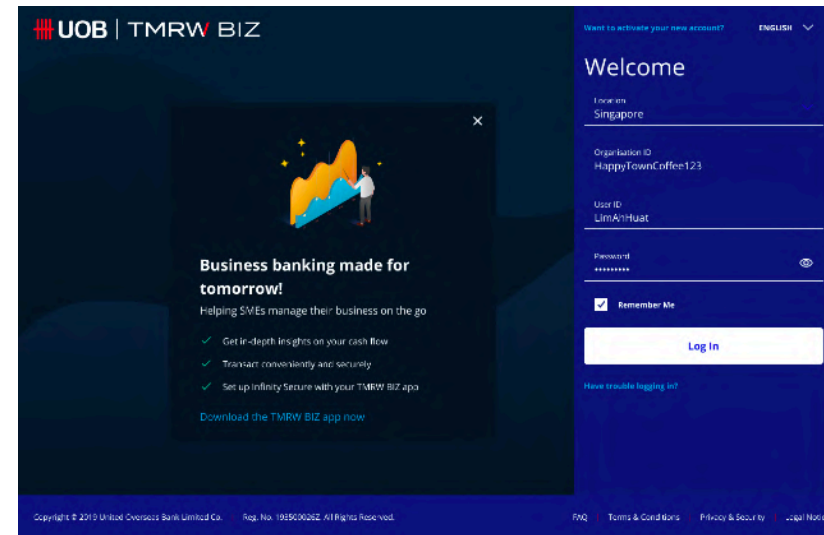 UOB | TMRW BIZ
Want to activate your new account?
ENGLISH
Welcome
Location
Singapore
Organisation ID
HappyTownCoffee123
User ID
LimAhHuat
Password
•••••••••
Remember Me
Log In
Have trouble logging in?
Business banking made for
tomorrow!
Helping SMEs manage their business on the go
Get in-depth insights on your cash flow
Transact conveniently and securely
Set up Infinity Secure with your TMRW BIZ app
Download the TMRW BIZ app now
Copyright © 2019 United Overseas Bank Limited Co. Reg. No. 193500026Z. All Rights Reserved.
FAQ Terms & Conditions Privacy & Security Legal Notic